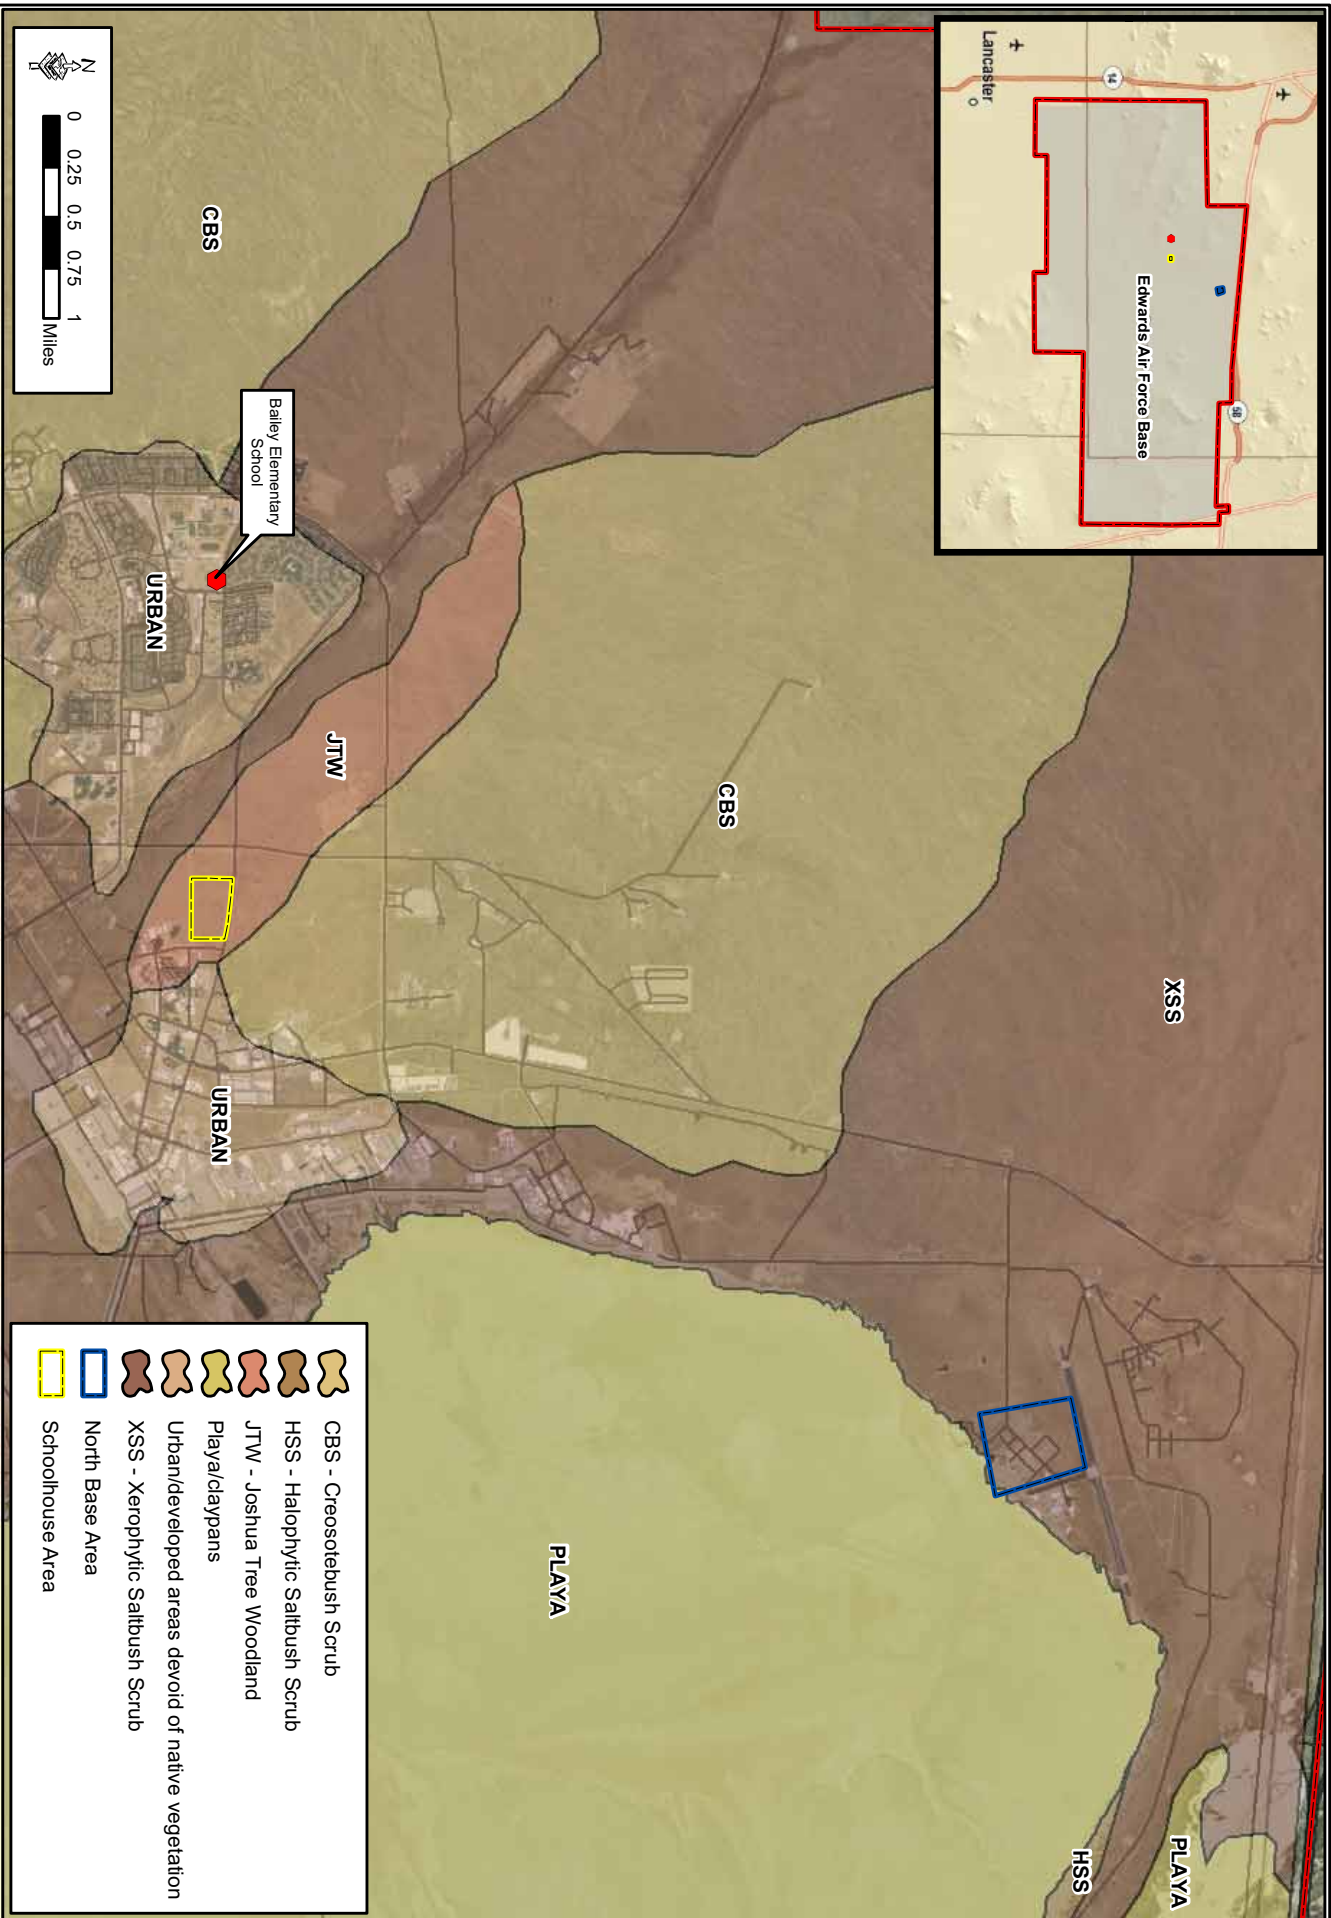 Lancaster
14
58
Edwards Air Force Base
XSS
CBS
CBS
JTW
Bailey Elementary
School
URBAN
URBAN
PLAYA
PLAYA
HSS
N
0 0.25 0.5 0.75 1
Miles
CBS - Creosotebush Scrub
HSS - Halophytic Saltbush Scrub
JTW - Joshua Tree Woodland
Playa/claypans
Urban/developed areas devoid of native vegetation
XSS - Xerophytic Saltbush Scrub
North Base Area
Schoolhouse Area